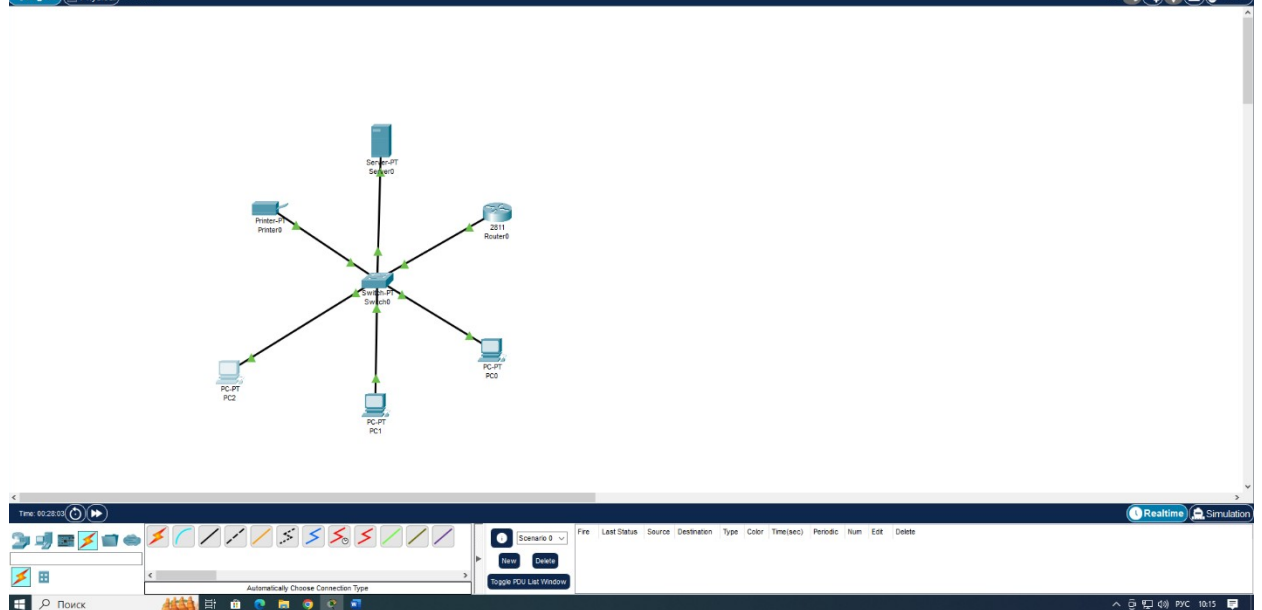 Server-PT
Server0
Printer-PT
Printer0
2811
Router0
Switch-PT
Switch0
PC-PT
PC0
PC-PT
PC2
PC-PT
PC1
Time: 00:28:03
Realtime
Simulation
Scenario 0
Fire Last Status Source Destination Type Color Time(sec) Periodic Num Edit Delete
New Delete
Toggle PDU List Window
Automatically Choose Connection Type
Поиск
РУС 10:15